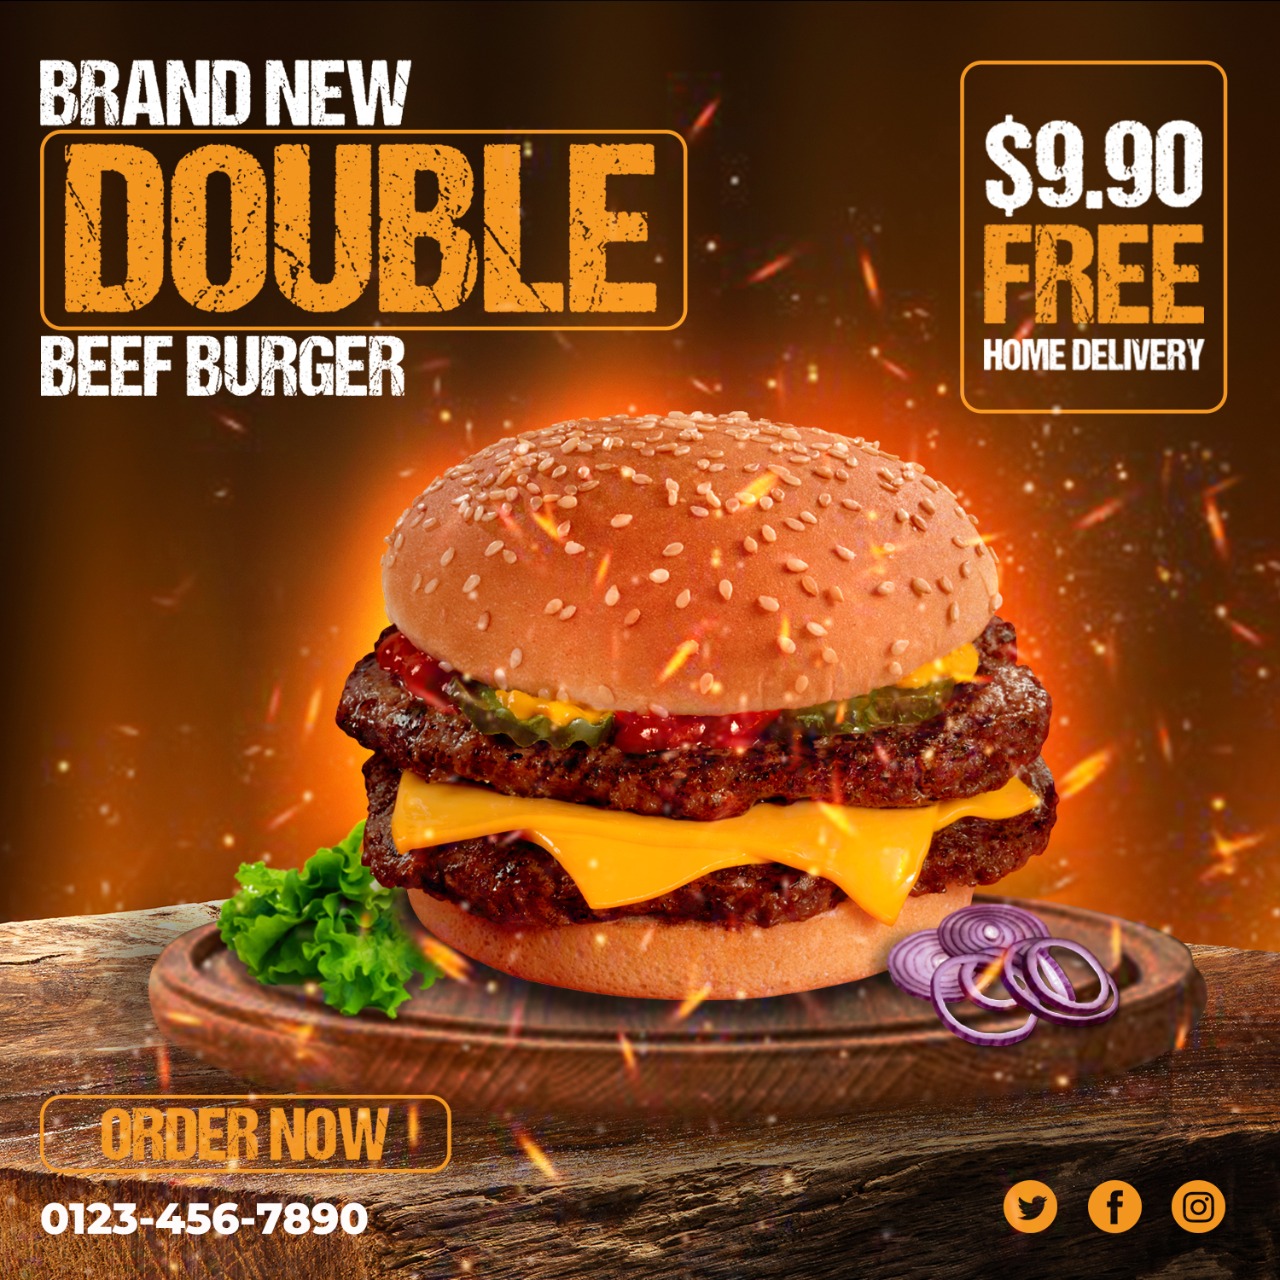 BRAND NEW
DOUBLE
BEEF BURGER
$9.90
FREE
HOME DELIVERY
ORDER NOW
0123-456-7890